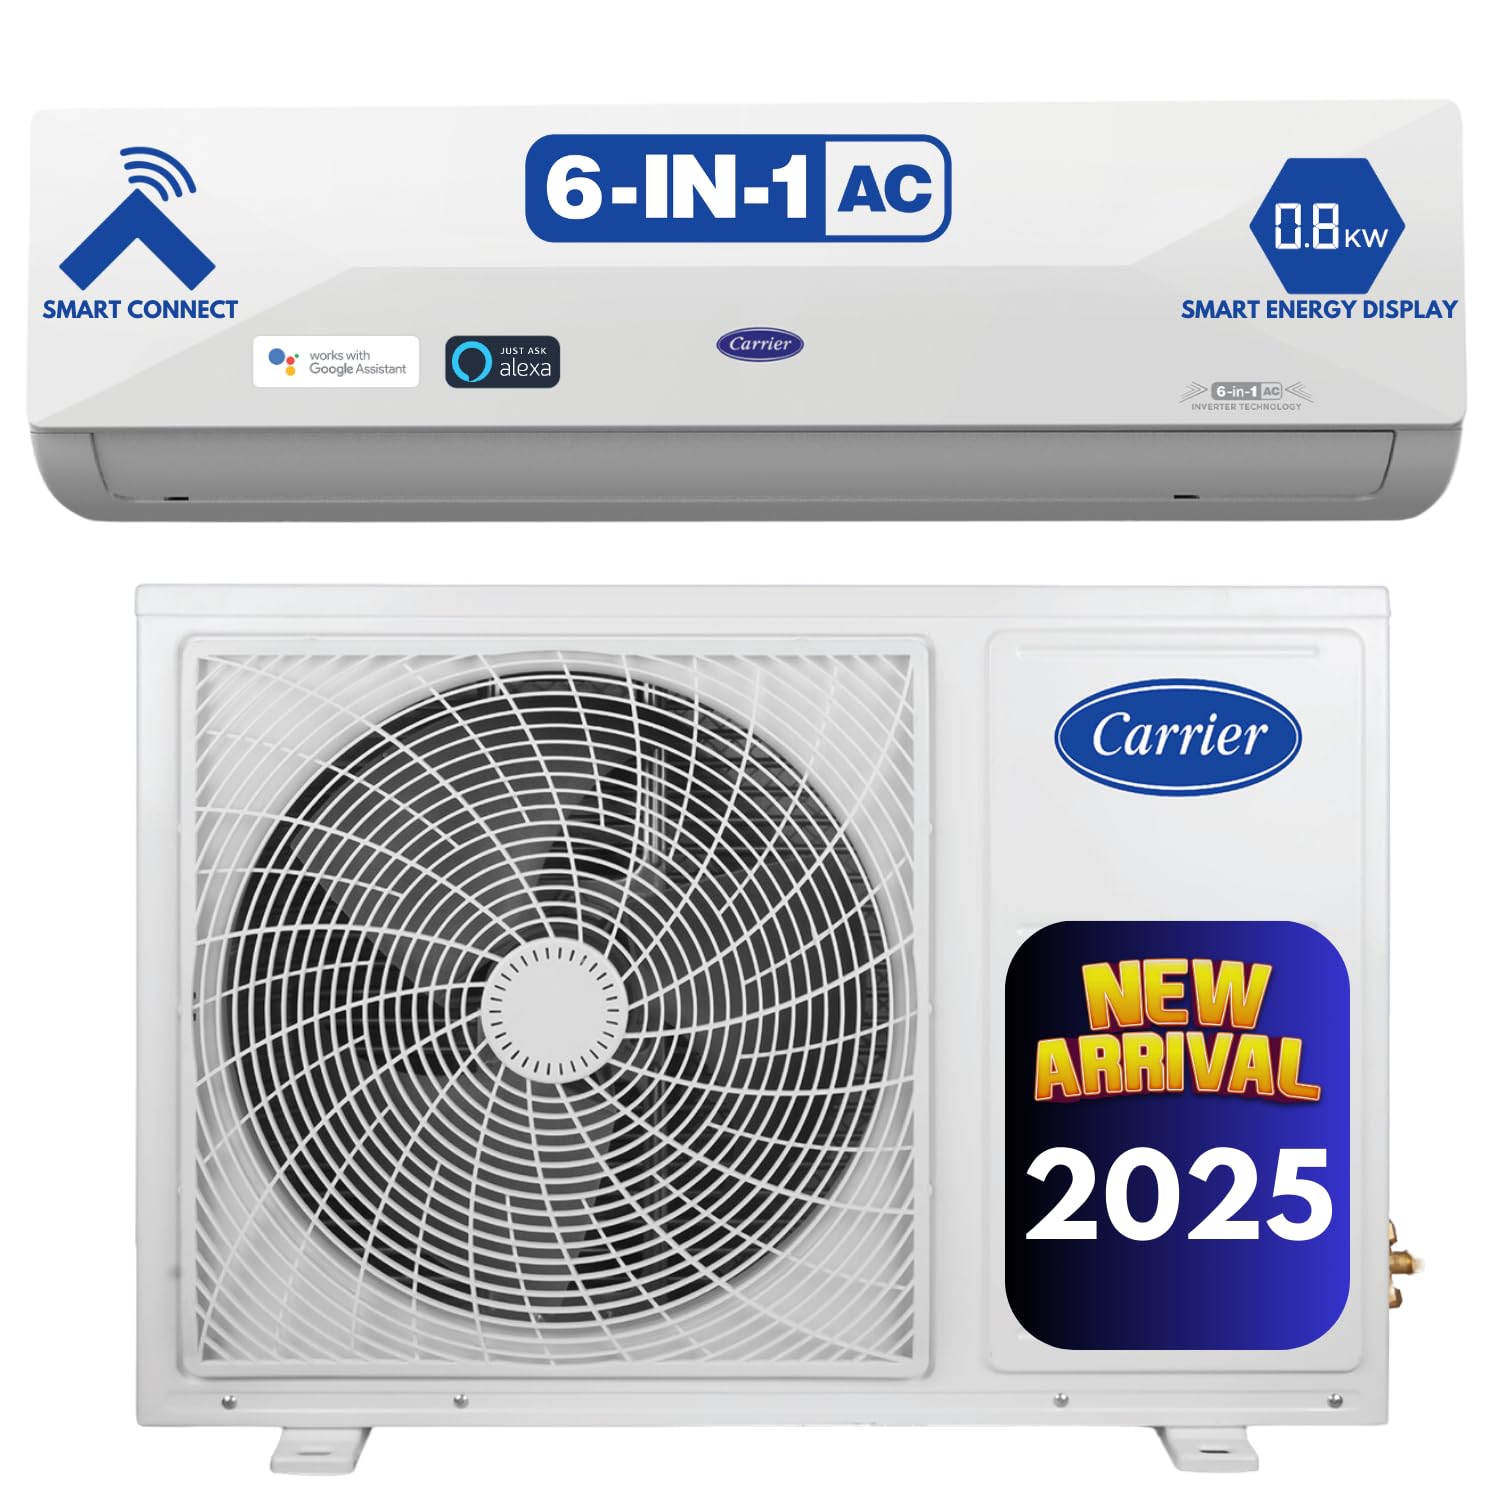 6-IN-1 AC
SMART CONNECT
0.8 KW
SMART ENERGY DISPLAY
works with
Google Assistant
JUST ASK
alexa
Carrier
6-in-1 AC
INVERTER TECHNOLOGY
Carrier
NEW
ARRIVAL
2025